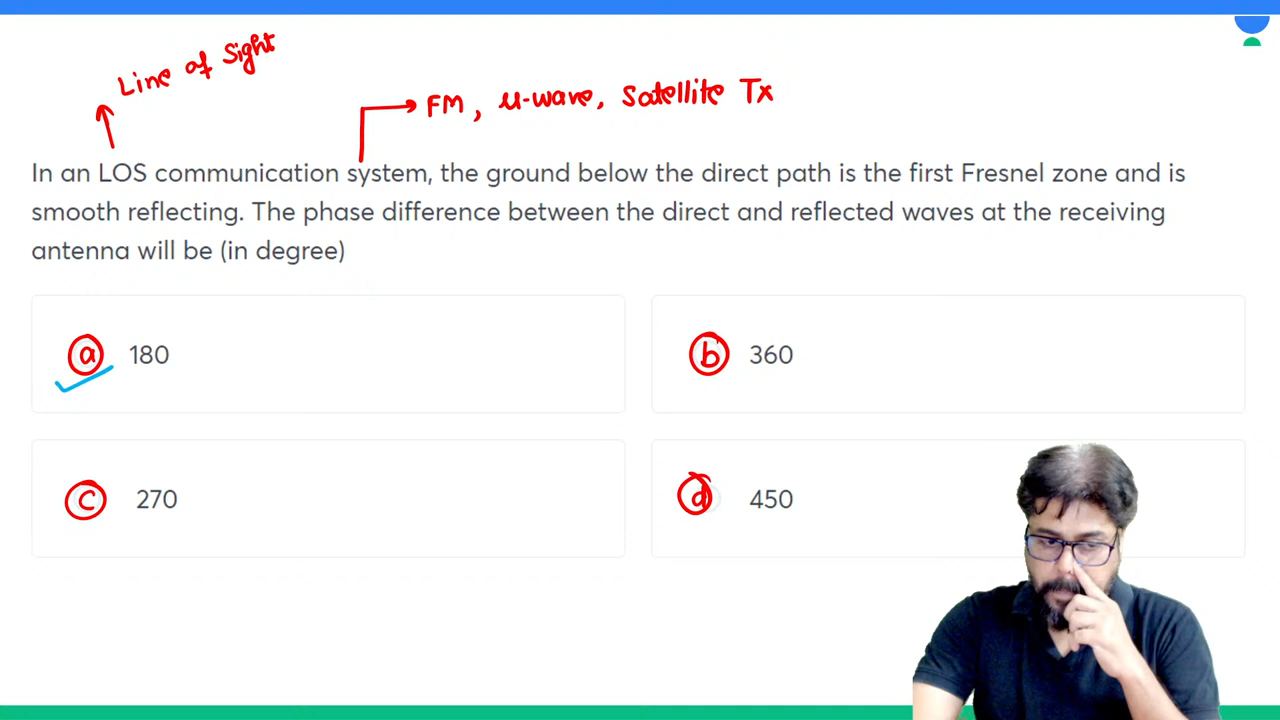 Line of Sight
FM, μ-wave, Satellite Tx
In an LOS communication system, the ground below the direct path is the first Fresnel zone and is
smooth reflecting. The phase difference between the direct and reflected waves at the receiving
antenna will be (in degree)
a 180
b 360
c 270
d 450